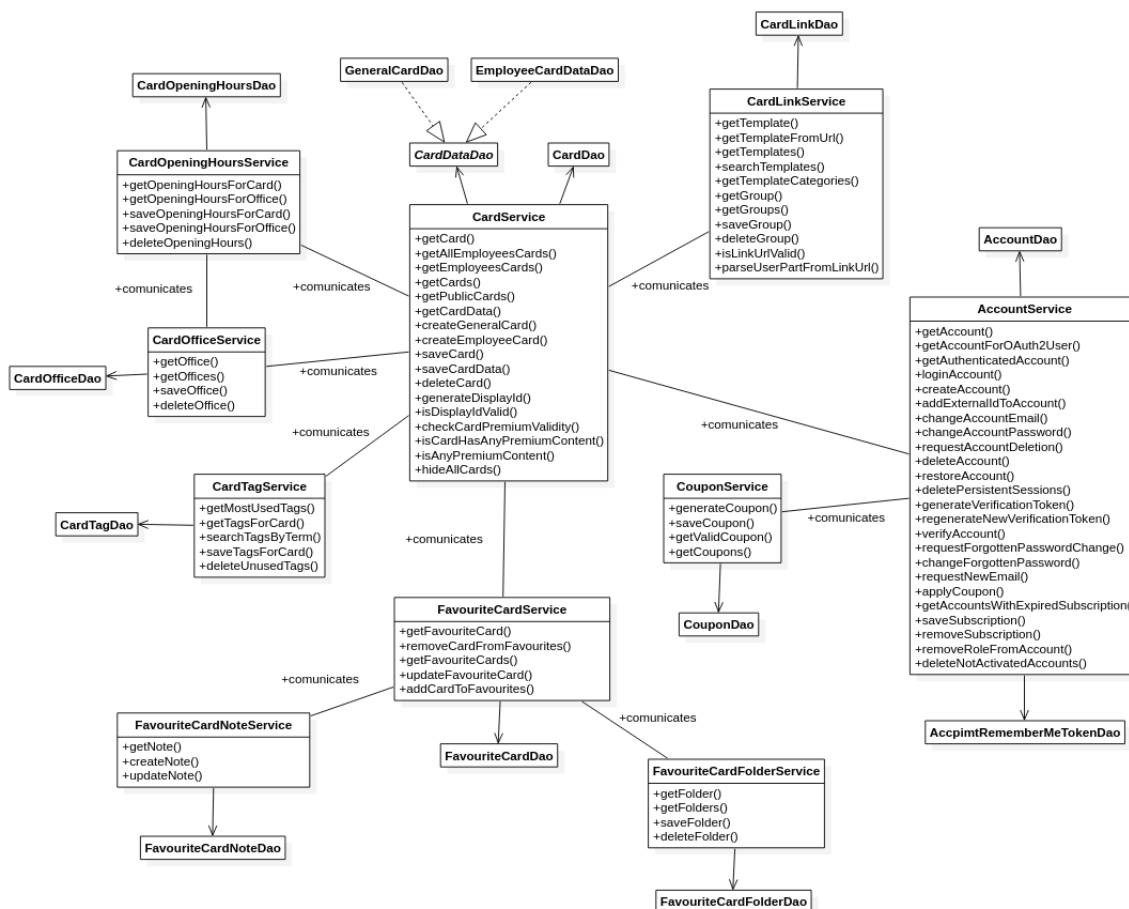 CardLinkDao
GeneralCardDao
EmployeeCardDataDao
CardOpeningHoursDao
CardLinkService
+getTemplate()
+getTemplateFromUrl()
+getTemplates()
+searchTemplates()
+getTemplateCategories()
+getGroup()
+getGroups()
+saveGroup()
+deleteGroup()
+isLinkUrlValid()
+parseUserPartFromLinkUrl()
CardDataDao
CardDao
CardOpeningHoursService
+getOpeningHoursForCard()
+getOpeningHoursForOffice()
+saveOpeningHoursForCard()
+saveOpeningHoursForOffice()
+deleteOpeningHours()
CardService
+getCard()
+getAllEmployeesCards()
+getEmployeesCards()
+getCards()
+getPublicCards()
+getCardData()
+createGeneralCard()
+createEmployeeCard()
+saveCard()
+saveCardData()
+deleteCard()
+generateDisplayId()
+isDisplayIdValid()
+checkCardPremiumValidity()
+isCardHasAnyPremiumContent()
+isAnyPremiumContent()
+hideAllCards()
AccountDao
+comunicates
+comunicates
+comunicates
AccountService
+getAccount()
+getAccountForOAuth2User()
+getAuthenticatedAccount()
+loginAccount()
+createAccount()
+addExternalIdToAccount()
+changeAccountEmail()
+changeAccountPassword()
+requestAccountDeletion()
+deleteAccount()
+restoreAccount()
+deletePersistentSessions()
+generateVerificationToken()
+regenerateNewVerificationToken()
+verifyAccount()
+requestForgottenPasswordChange()
+changeForgottenPassword()
+requestNewEmail()
+applyCoupon()
+getAccountsWithExpiredSubscription()
+saveSubscription()
+removeSubscription()
+removeRoleFromAccount()
+deleteNotActivatedAccounts()
CardOfficeService
+getOffice()
+getOffices()
+saveOffice()
+deleteOffice()
+comunicates
CardOfficeDao
+comunicates
+comunicates
CardTagService
+getMostUsedTags()
+getTagsForCard()
+searchTagsByTerm()
+saveTagsForCard()
+deleteUnusedTags()
CardTagDao
CouponService
+generateCoupon()
+saveCoupon()
+getValidCoupon()
+getCoupons()
+comunicates
+comunicates
CouponDao
FavouriteCardService
+getFavouriteCard()
+removeCardFromFavourites()
+getFavouriteCards()
+updateFavouriteCard()
+addCardToFavourites()
+comunicates
+comunicates
FavouriteCardNoteService
+getNote()
+createNote()
+updateNote()
AccpimtRememberMeTokenDao
FavouriteCardDao
FavouriteCardFolderService
+getFolder()
+getFolders()
+saveFolder()
+deleteFolder()
FavouriteCardNoteDao
FavouriteCardFolderDao